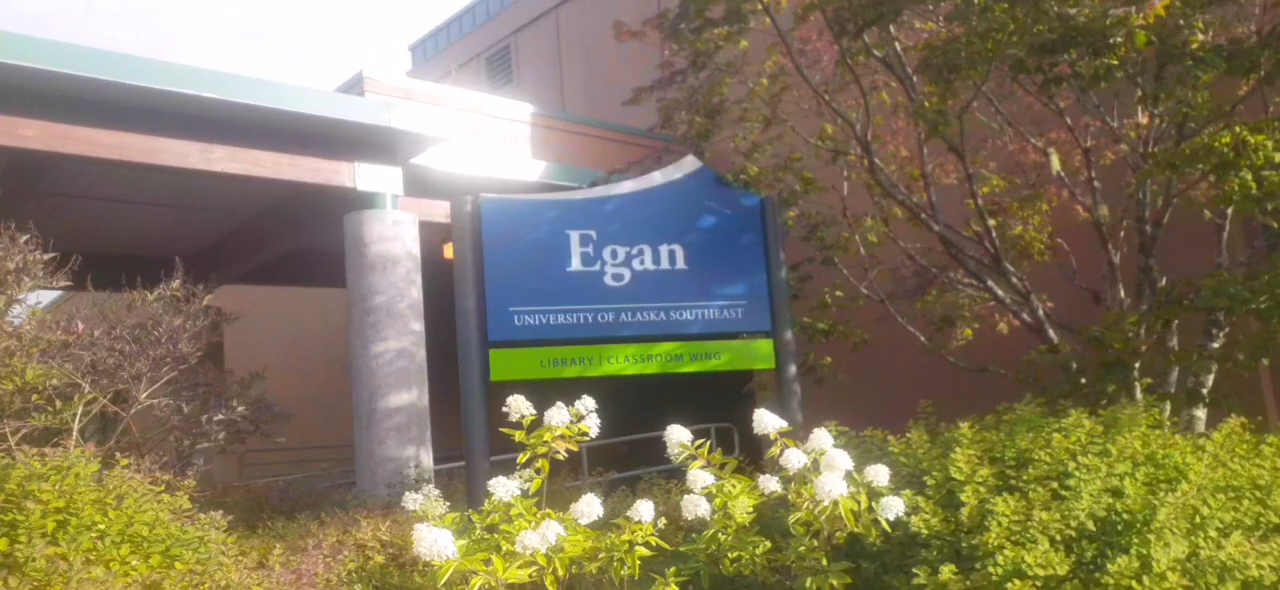 Egan
UNIVERSITY OF ALASKA SOUTHEAST
LIBRARY | CLASSROOM WING